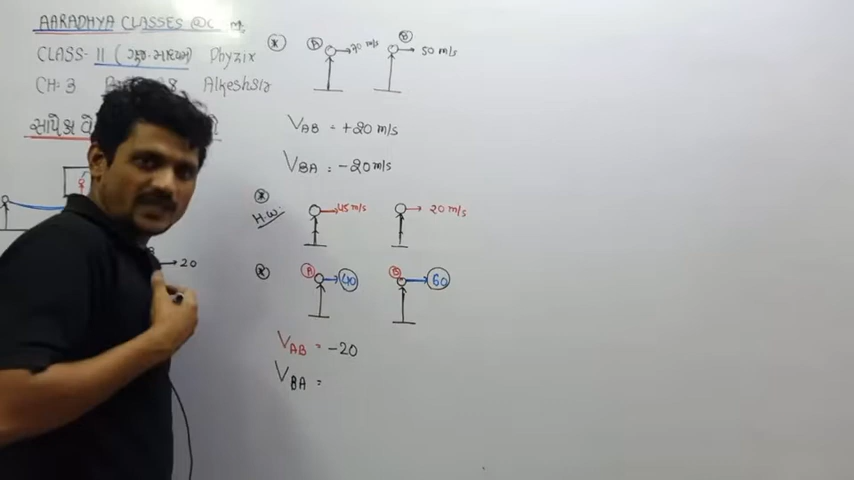 AARADHYA CLASSES @C
CLASS- 11 (ગુજ. માધ્યમ) Phyzix
CH-3 Alkeshsir
સાપેક્ષ
20
A 70 m/s B 50 m/s
VAB = +20 m/s
VBA = -20 m/s
H.W. 45 m/s 20 m/s
A 40 B 60
VAB = -20
VBA =